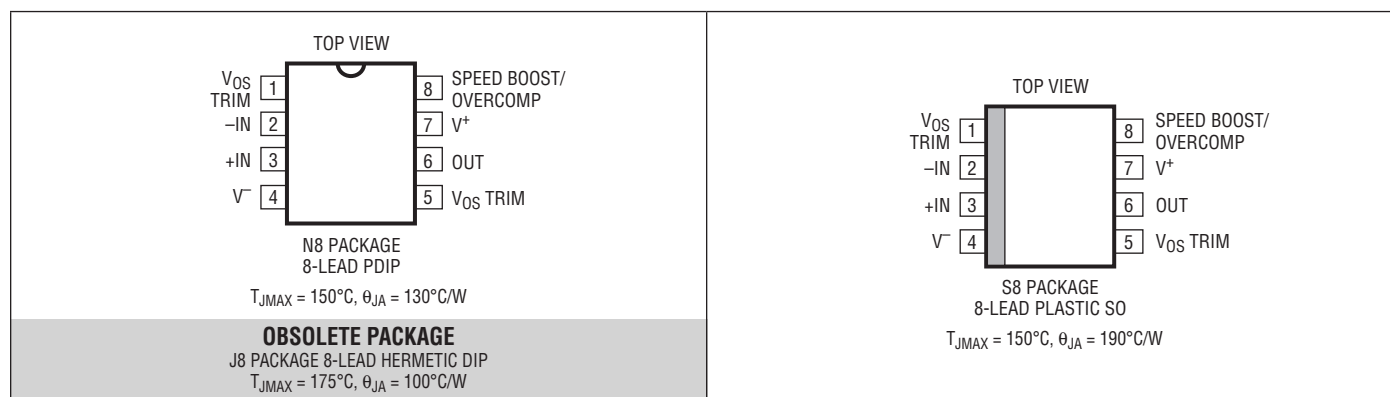 TOP VIEW
VOS TRIM 1
–IN 2
+IN 3
V– 4
8 SPEED BOOST/ OVERCOMP
7 V+
6 OUT
5 VOS TRIM
N8 PACKAGE
8-LEAD PDIP
TJMAX = 150°C, θJA = 130°C/W
OBSOLETE PACKAGE
J8 PACKAGE 8-LEAD HERMETIC DIP
TJMAX = 175°C, θJA = 100°C/W
TOP VIEW
VOS TRIM 1
–IN 2
+IN 3
V– 4
8 SPEED BOOST/ OVERCOMP
7 V+
6 OUT
5 VOS TRIM
S8 PACKAGE
8-LEAD PLASTIC SO
TJMAX = 150°C, θJA = 190°C/W